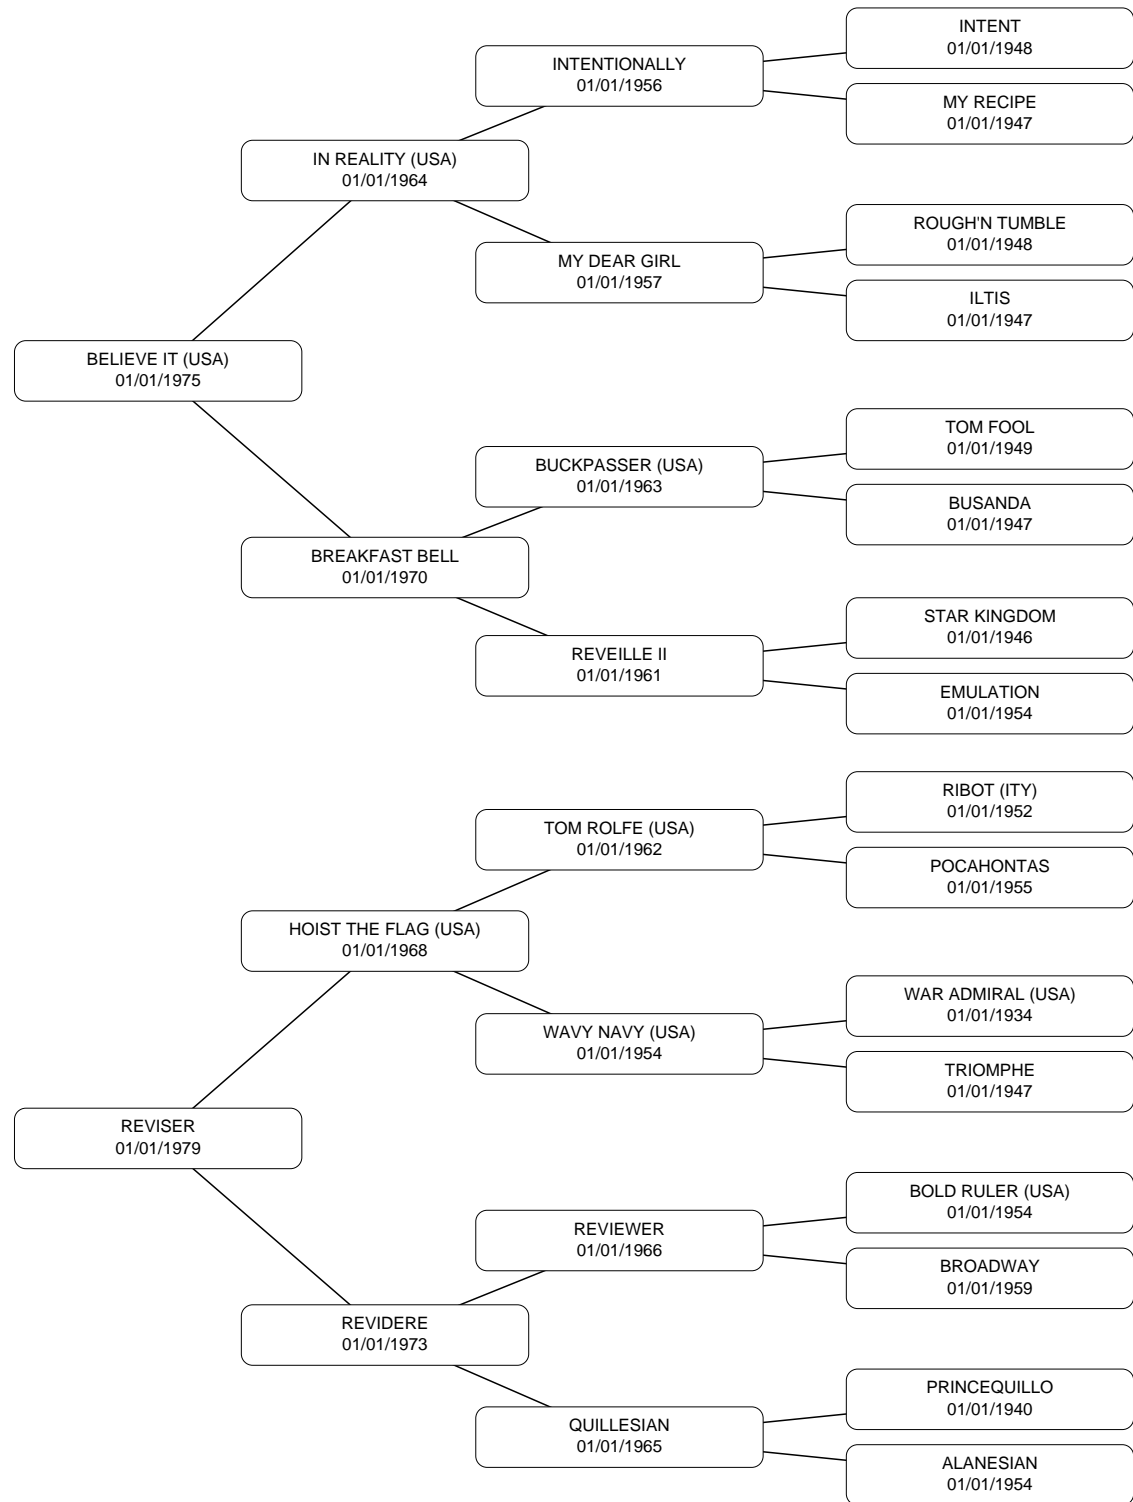 INTENT
01/01/1948
INTENTIONALLY
01/01/1956
MY RECIPE
01/01/1947
IN REALITY (USA)
01/01/1964
ROUGH'N TUMBLE
01/01/1948
MY DEAR GIRL
01/01/1957
ILTIS
01/01/1947
BELIEVE IT (USA)
01/01/1975
TOM FOOL
01/01/1949
BUCKPASSER (USA)
01/01/1963
BUSANDA
01/01/1947
BREAKFAST BELL
01/01/1970
STAR KINGDOM
01/01/1946
REVEILLE II
01/01/1961
EMULATION
01/01/1954
RIBOT (ITY)
01/01/1952
TOM ROLFE (USA)
01/01/1962
POCAHONTAS
01/01/1955
HOIST THE FLAG (USA)
01/01/1968
WAR ADMIRAL (USA)
01/01/1934
WAVY NAVY (USA)
01/01/1954
TRIOMPHE
01/01/1947
REVISER
01/01/1979
BOLD RULER (USA)
01/01/1954
REVIEWER
01/01/1966
BROADWAY
01/01/1959
REVIDERE
01/01/1973
PRINCEQUILLO
01/01/1940
QUILLESIAN
01/01/1965
ALANESIAN
01/01/1954